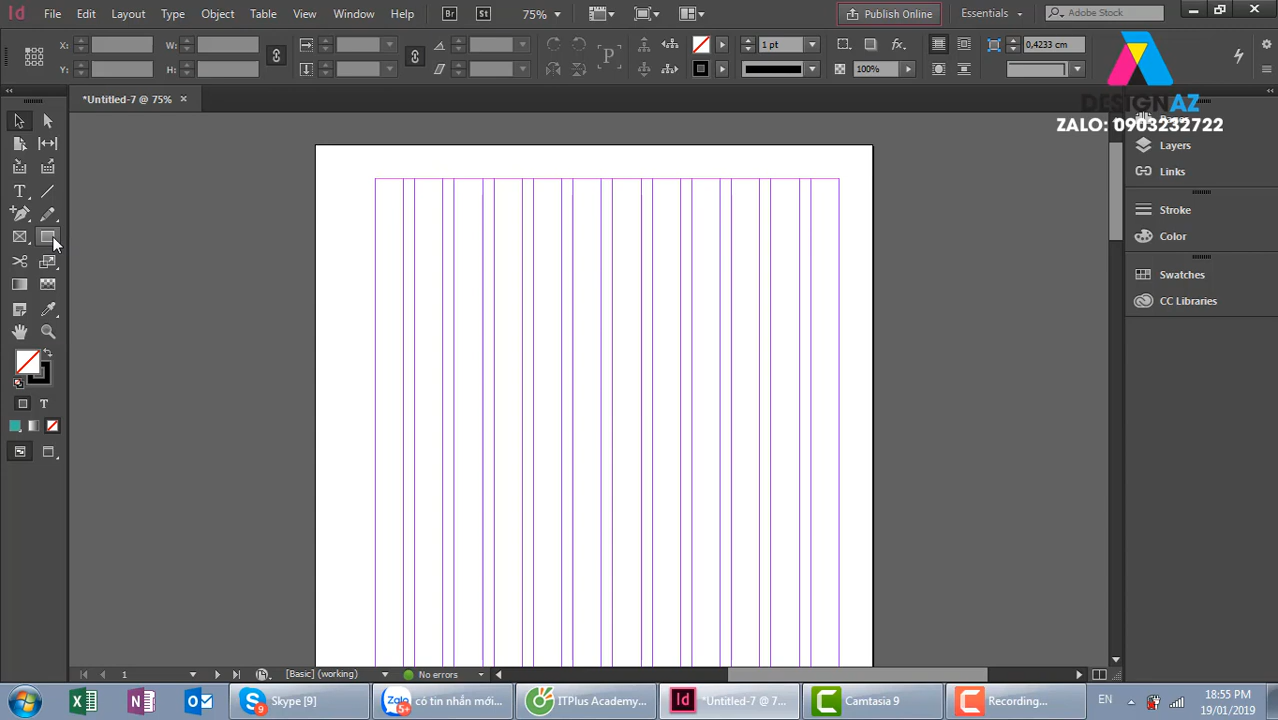 Id File Edit Layout Type Object Table View Window Help Br St 75% Publish Online Essentials Adobe Stock
X: W: 1 pt 0,4233 cm
Y: H: P fx. 100%
*Untitled-7 @ 75%
DESIGNAZ
ZALO: 0903232722
Layers
Links
Stroke
Color
Swatches
CC Libraries
T
T
1 [Basic] (working) No errors
Skype [9] có tin nhắn mới... ITPlus Academy... *Untitled-7 @ 7... Camtasia 9 Recording... EN 18:55 PM
19/01/2019